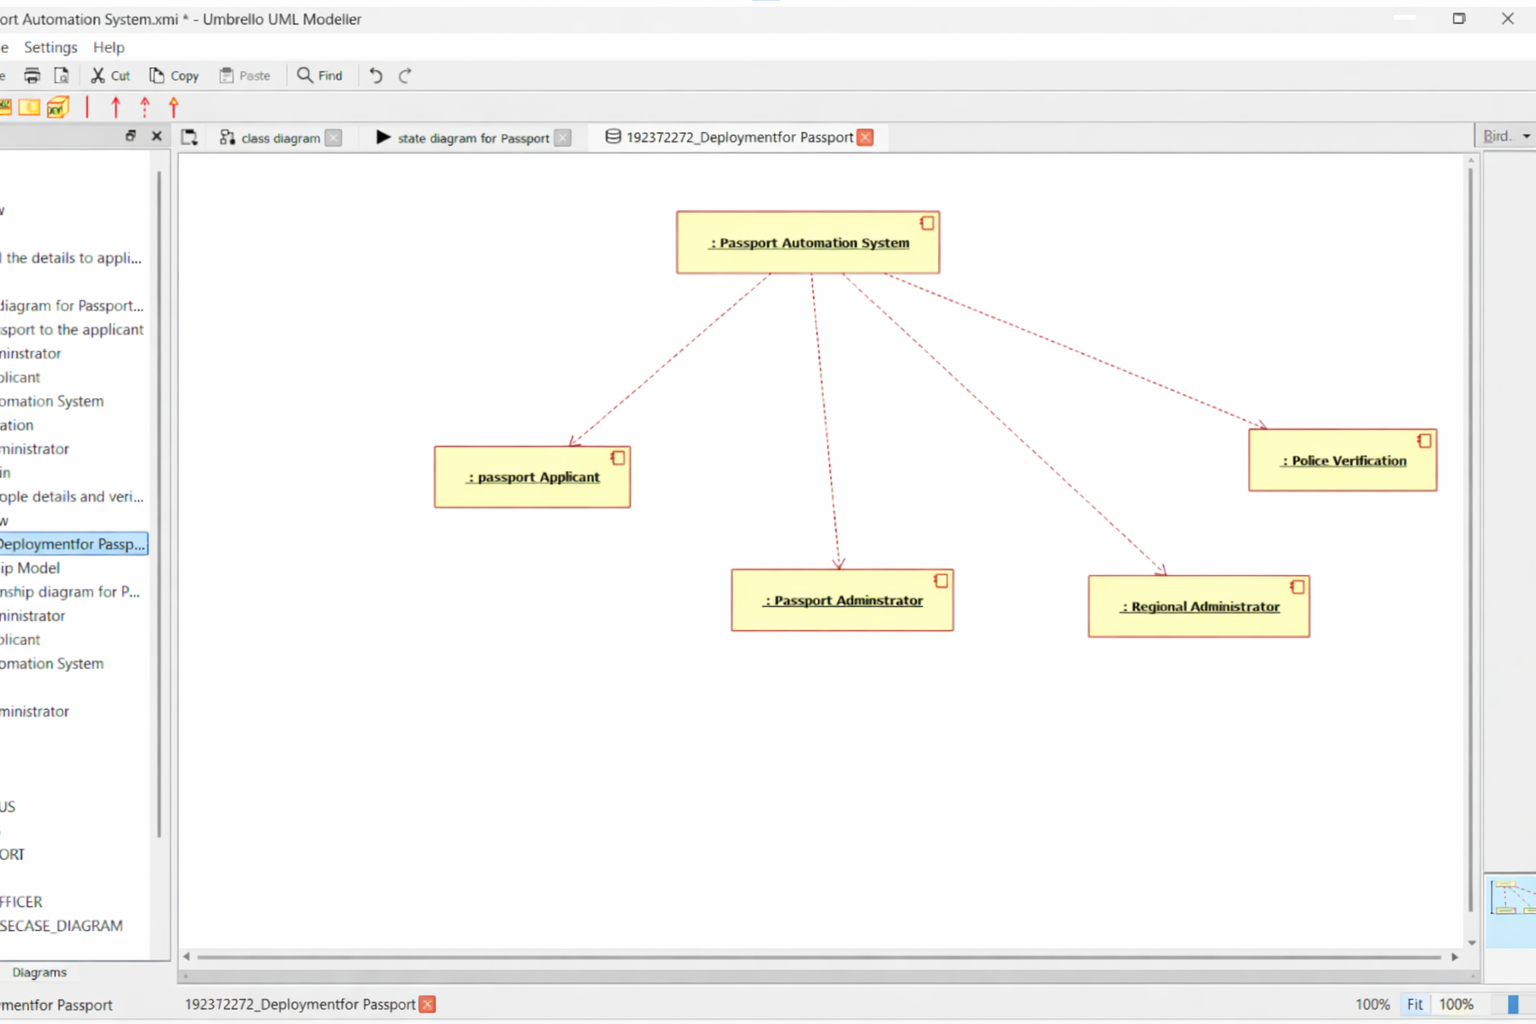 ort Automation System.xmi * - Umbrello UML Modeller
e Settings Help
e Cut Copy Paste Find
class diagram state diagram for Passport 192372272_Deploymentfor Passport Bird.
w
l the details to appli...
diagram for Passport...
ssport to the applicant
ninstrator
plicant
omation System
ation
ministrator
in
ople details and veri...
w
Deploymentfor Passp...
ip Model
nship diagram for P...
ninistrator
plicant
omation System
ministrator
US
ORT
FFICER
SECASE_DIAGRAM
: Passport Automation System
: passport Applicant
: Police Verification
: Passport Adminstrator
: Regional Administrator
Diagrams
mentfor Passport 192372272_Deploymentfor Passport 100% Fit 100%